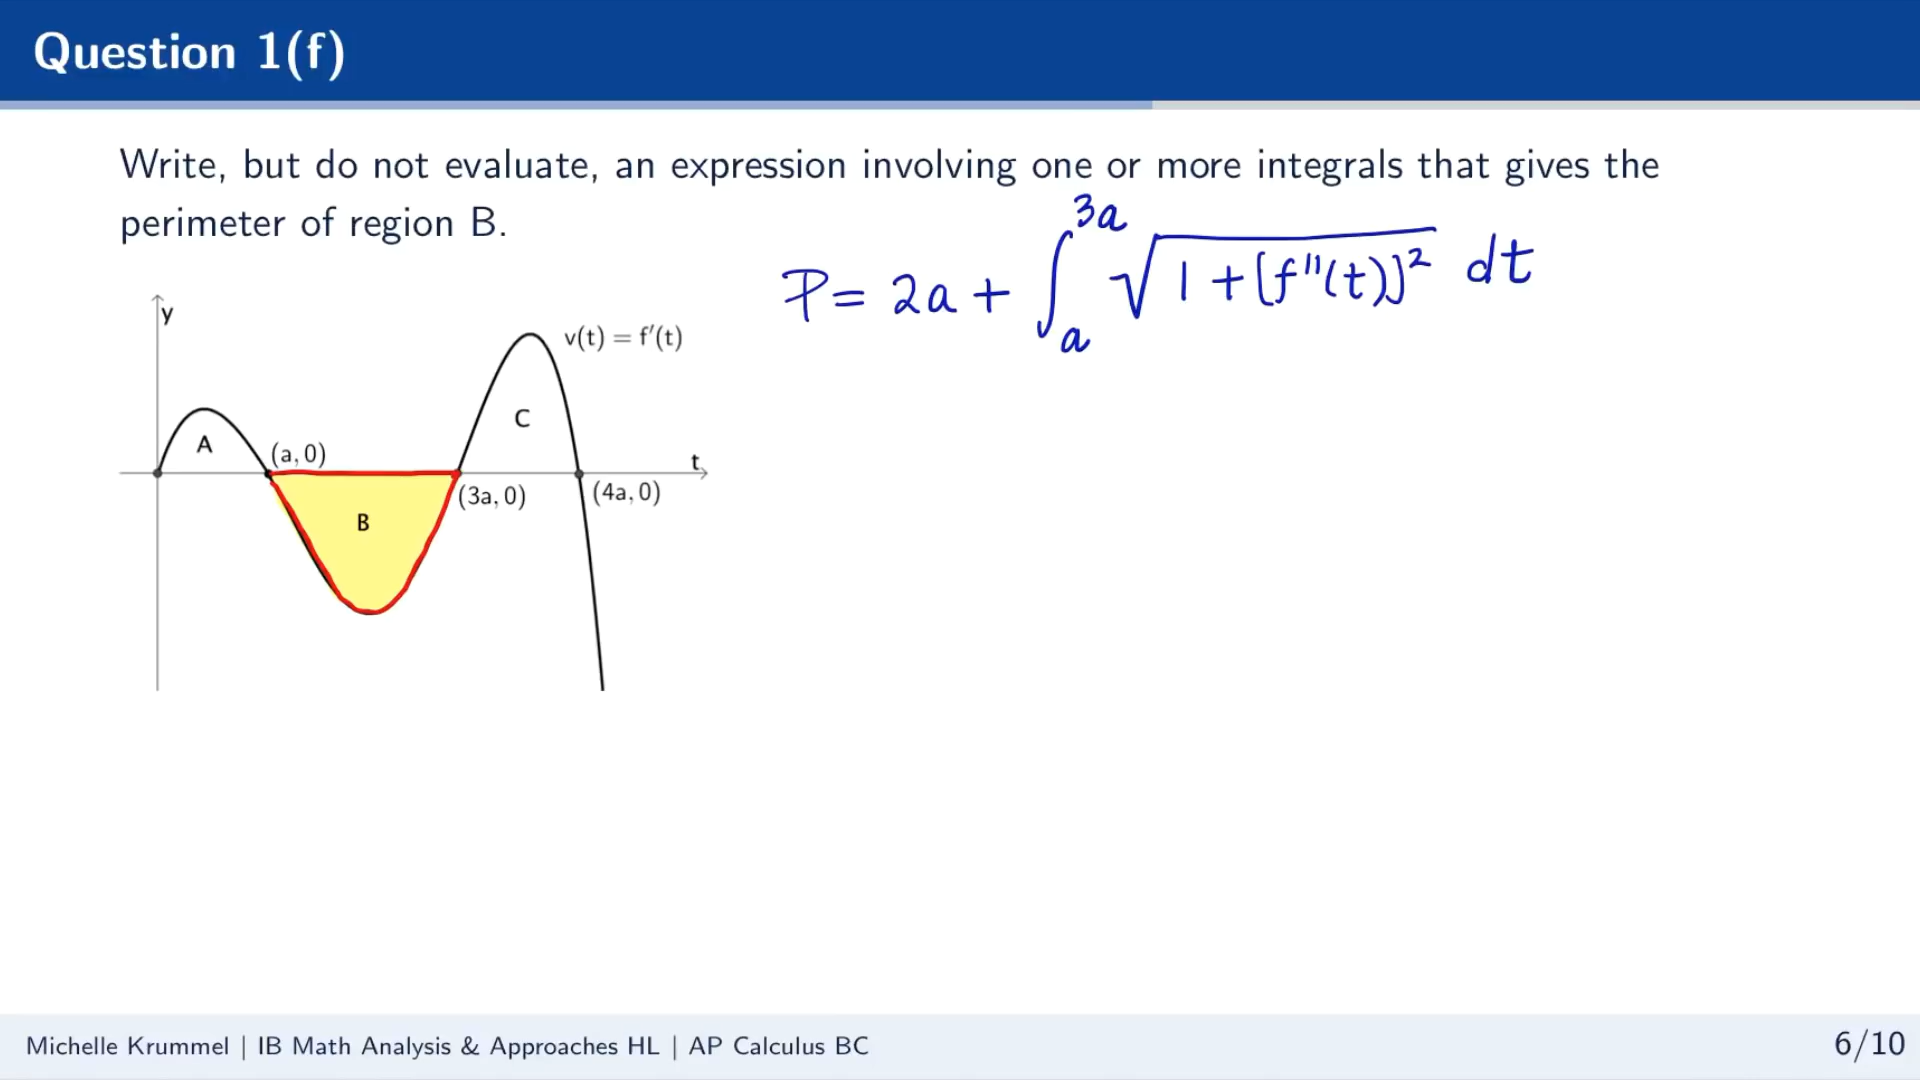 Question 1(f)
Write, but do not evaluate, an expression involving one or more integrals that gives the
perimeter of region B.
P = 2a + ∫_a^{3a} √(1 + [f''(t)]²) dt
y
v(t) = f′(t)
C
A
(a, 0)
t
(3a, 0)
(4a, 0)
B
Michelle Krummel | IB Math Analysis & Approaches HL | AP Calculus BC
6/10